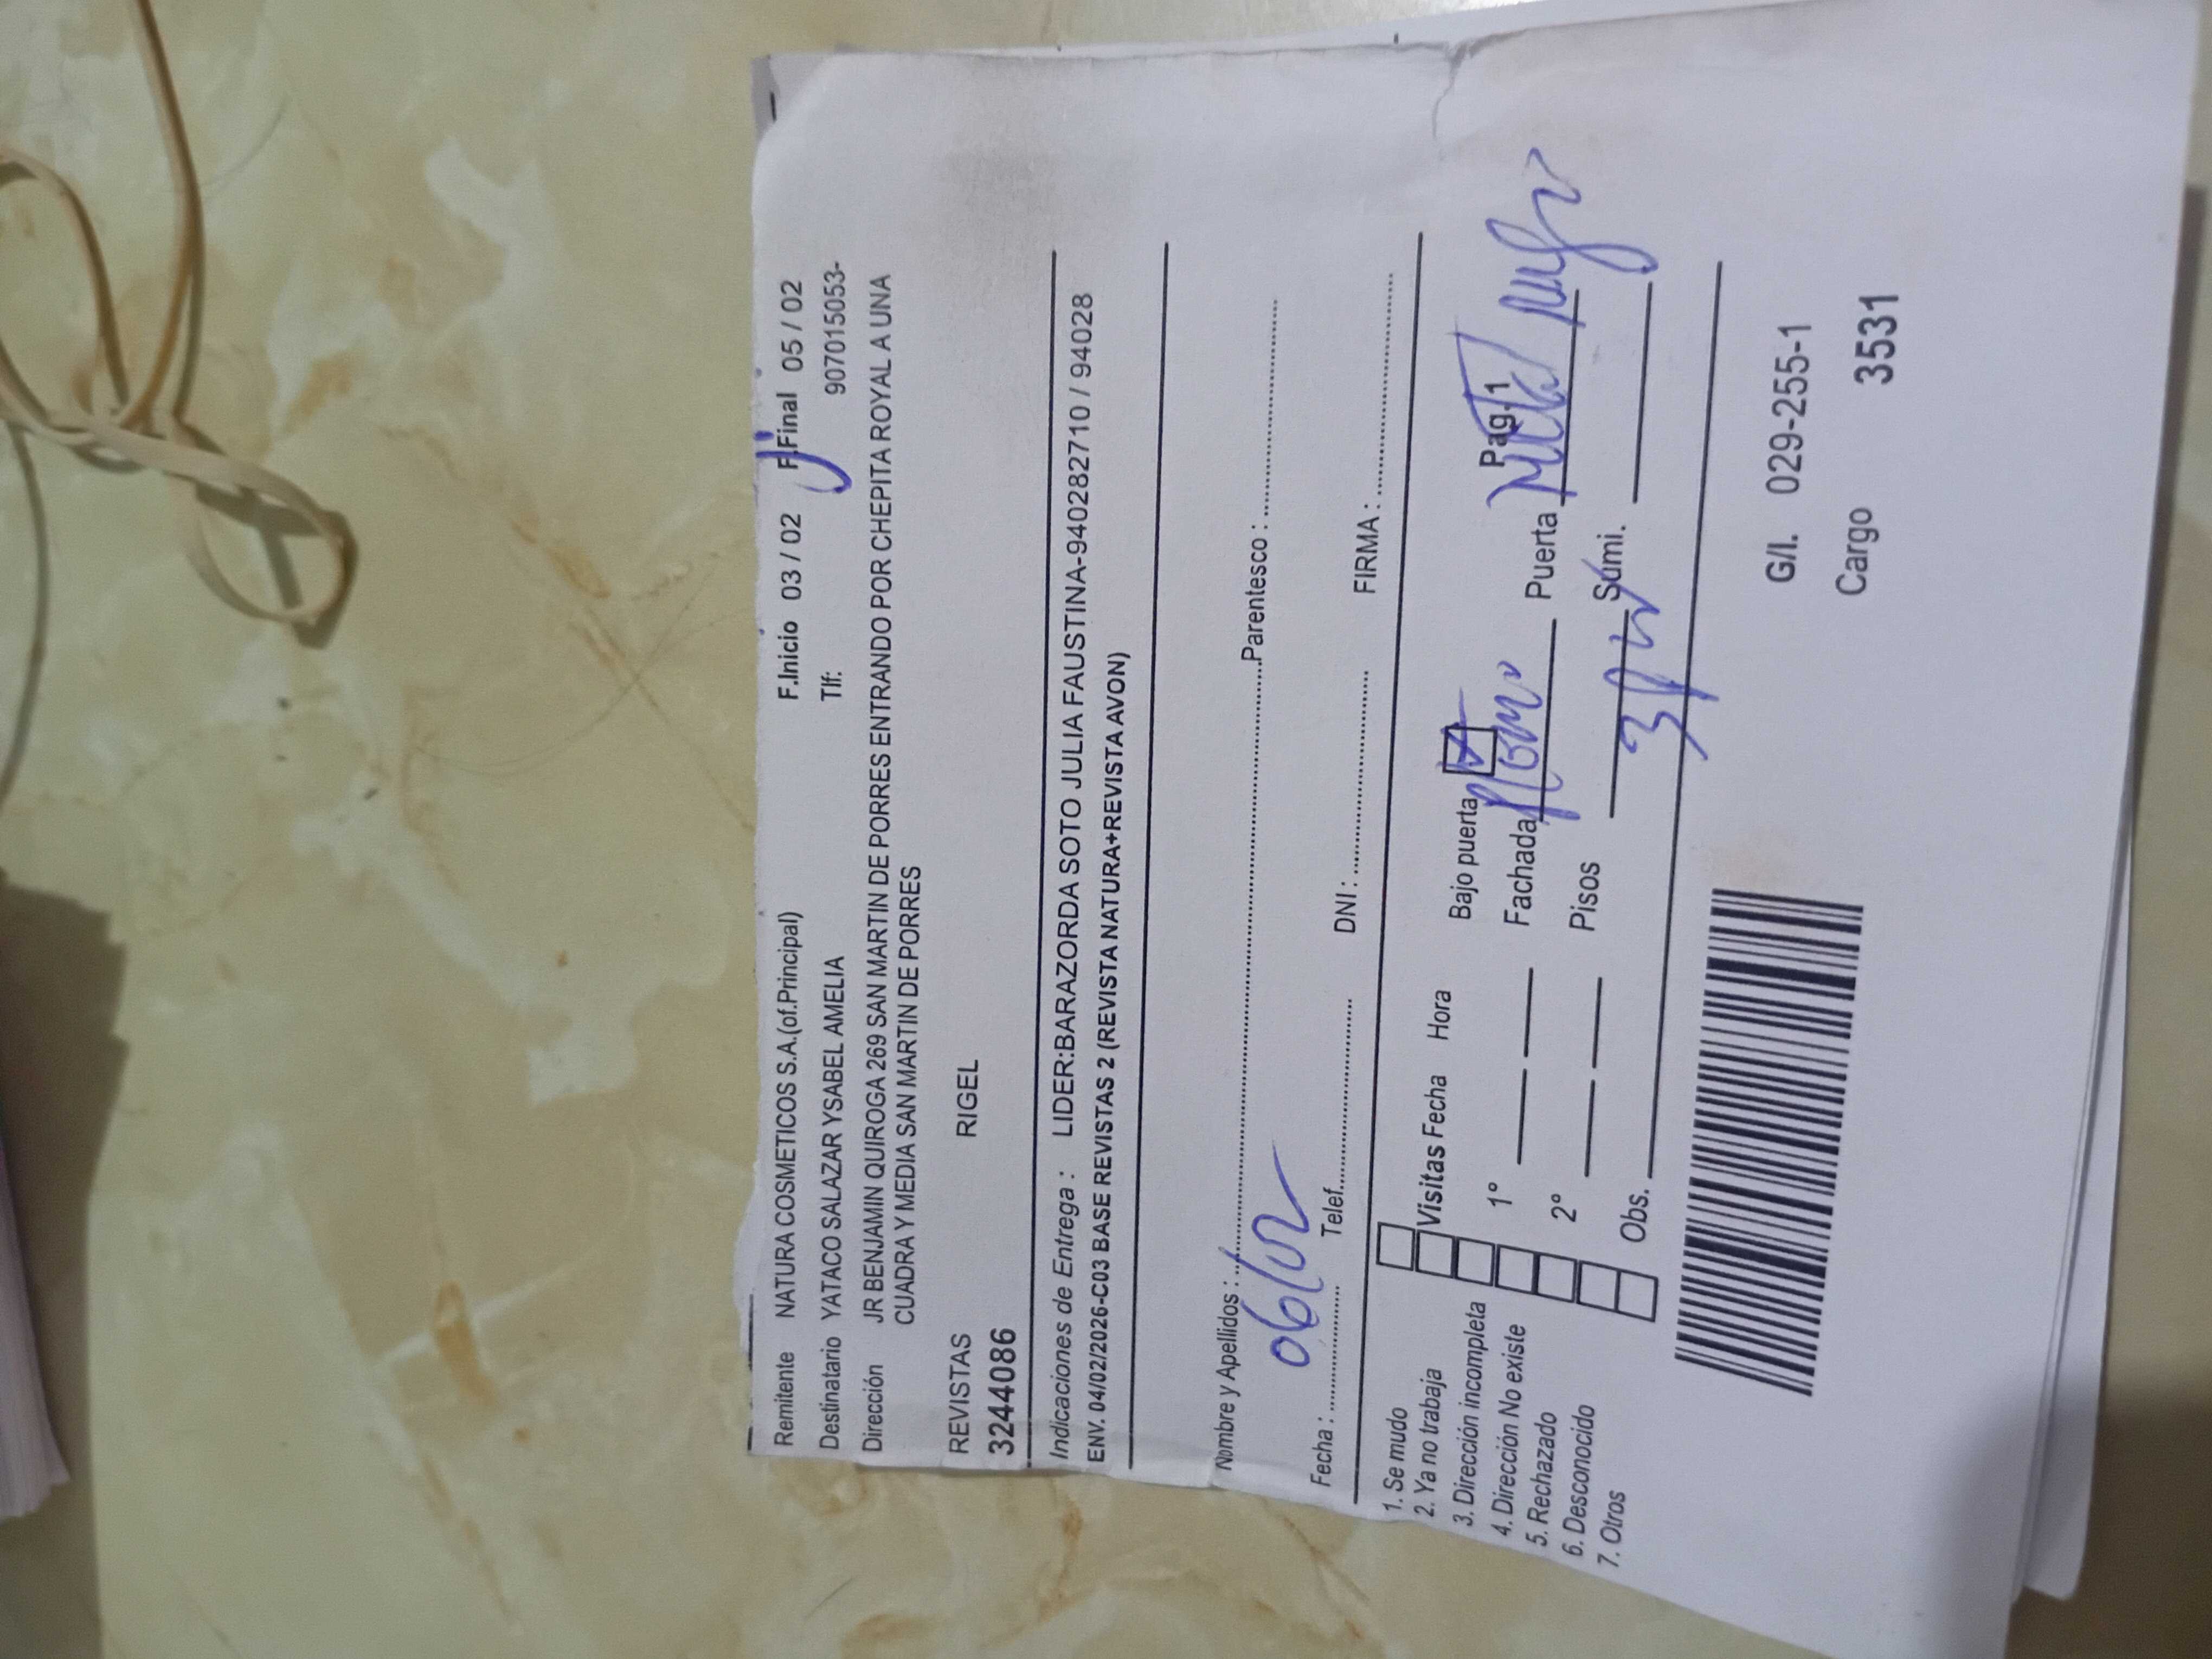 Remitente NATURA COSMETICOS S.A.(of.Principal) F.Inicio 03 / 02 F.Final 05 / 02
Destinatario YATACO SALAZAR YSABEL AMELIA Tlf: 907015053-
Dirección JR BENJAMIN QUIROGA 269 SAN MARTIN DE PORRES ENTRANDO POR CHEPITA ROYAL A UNA
CUADRA Y MEDIA SAN MARTIN DE PORRES
REVISTAS RIGEL
3244086
Indicaciones de Entrega : LIDER:BARAZORDA SOTO JULIA FAUSTINA-940282710 / 94028
ENV. 04/02/2026-C03 BASE REVISTAS 2 (REVISTA NATURA+REVISTA AVON)
Nombre y Apellidos : Parentesco :
06/02
Fecha : Telef. DNI : FIRMA :
1. Se mudo
2. Ya no trabaja
3. Dirección incompleta
4. Dirección No existe
5. Rechazado
6. Desconocido
7. Otros
Visitas Fecha Hora
1º
2º
Obs.
Bajo puerta Pag. 1
Fachada plomo Puerta Metal
Pisos 3 Sumi.
G/I. 029-255-1
Cargo 3531